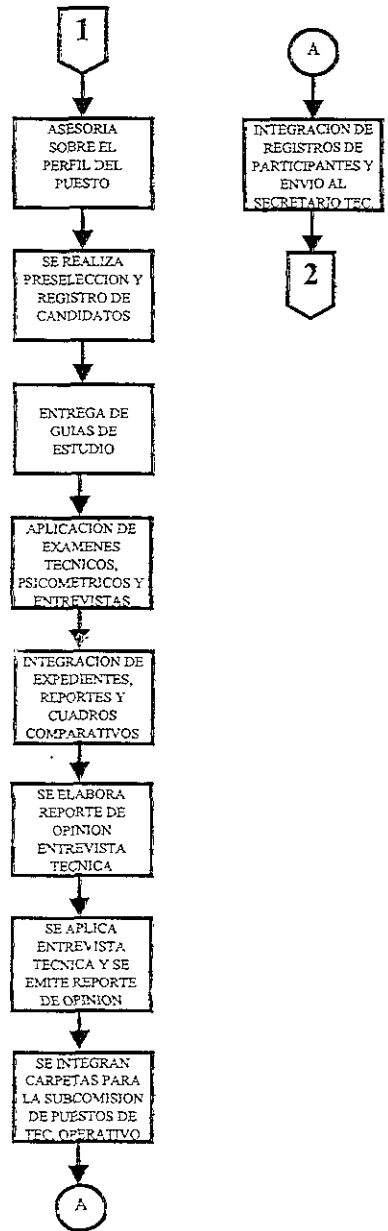 1
ASESORIA
SOBRE EL
PERFIL DEL
PUESTO
SE REALIZA
PRESELECCION Y
REGISTRO DE
CANDIDATOS
ENTREGA DE
GUIAS DE
ESTUDIO
APLICACIÓN DE
EXAMENES
TECNICOS,
PSICOMETRICOS Y
ENTREVISTAS
INTEGRACION DE
EXPEDIENTES,
REPORTES Y
CUADROS
COMPARATIVOS
SE ELABORA
REPORTE DE
OPINION
ENTREVISTA
TECNICA
SE APLICA
ENTREVISTA
TECNICA Y SE
EMITE REPORTE
DE OPINION
SE INTEGRAN
CARPETAS PARA
LA SUBCOMISION
DE PUESTOS DE
TEC. OPERATIVO
A
A
INTEGRACION DE
REGISTROS DE
PARTICIPANTES Y
ENVIO AL
SECRETARIO TEC.
2